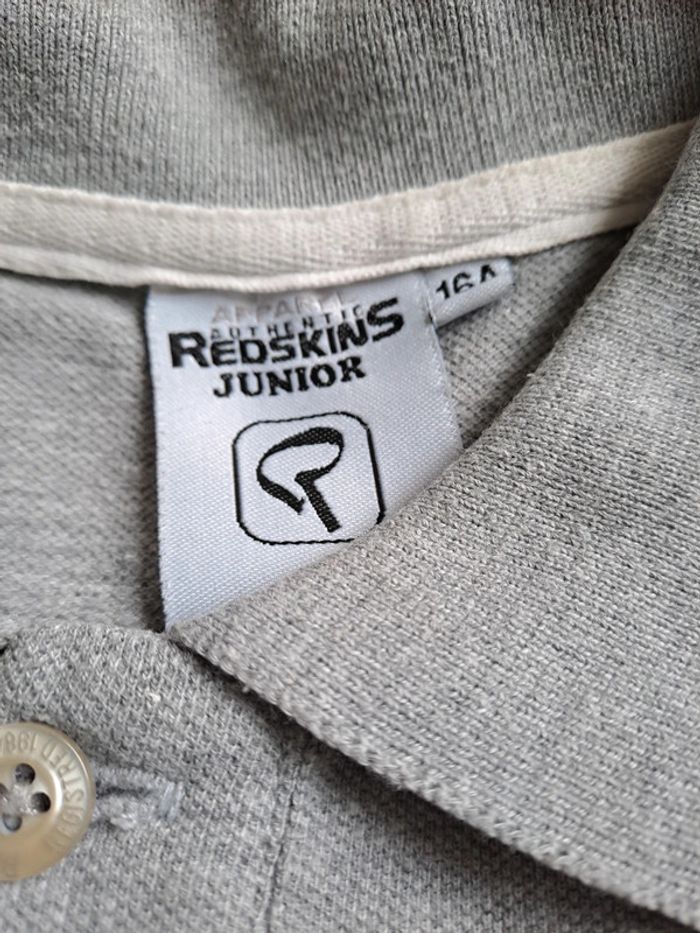 APPAREL
AUTHENTIC
REDSKINS
JUNIOR
16A